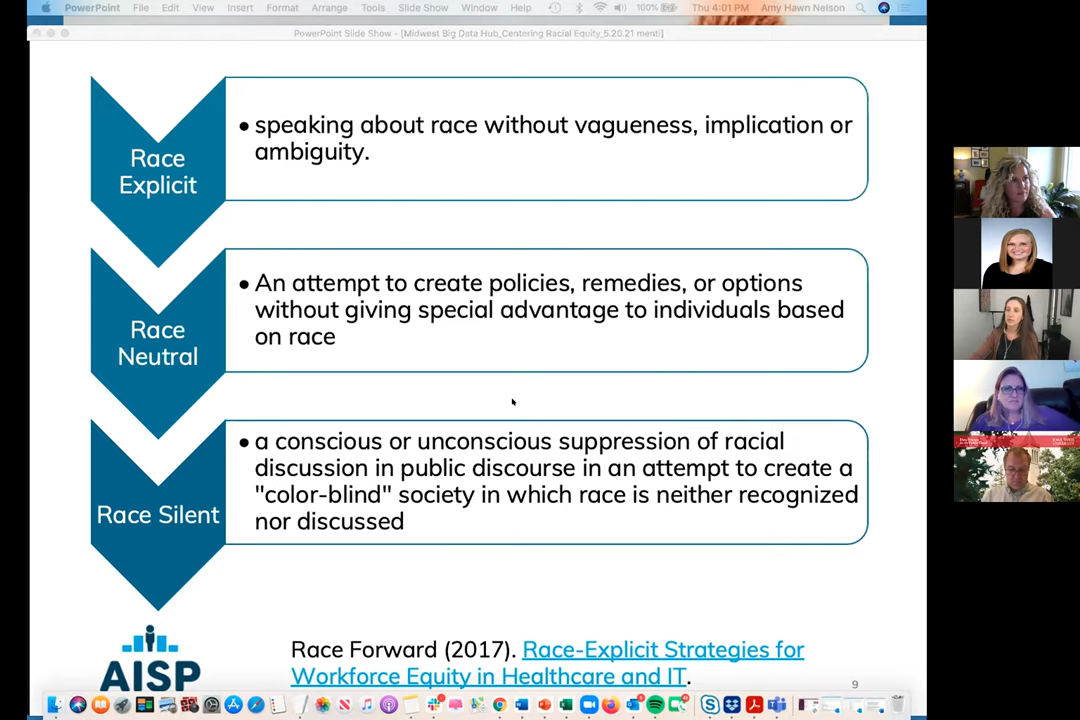 PowerPoint File Edit View Insert Format Arrange Tools Slide Show Window Help 100% Thu 4:01 PM Amy Hawn Nelson
PowerPoint Slide Show - [Midwest Big Data Hub_Centering Racial Equity_5.20.21 menti]
Race
Explicit
• speaking about race without vagueness, implication or
ambiguity.
Race
Neutral
• An attempt to create policies, remedies, or options
without giving special advantage to individuals based
on race
Race Silent
• a conscious or unconscious suppression of racial
discussion in public discourse in an attempt to create a
"color-blind" society in which race is neither recognized
nor discussed
AISP
Race Forward (2017). Race-Explicit Strategies for
Workforce Equity in Healthcare and IT.
9